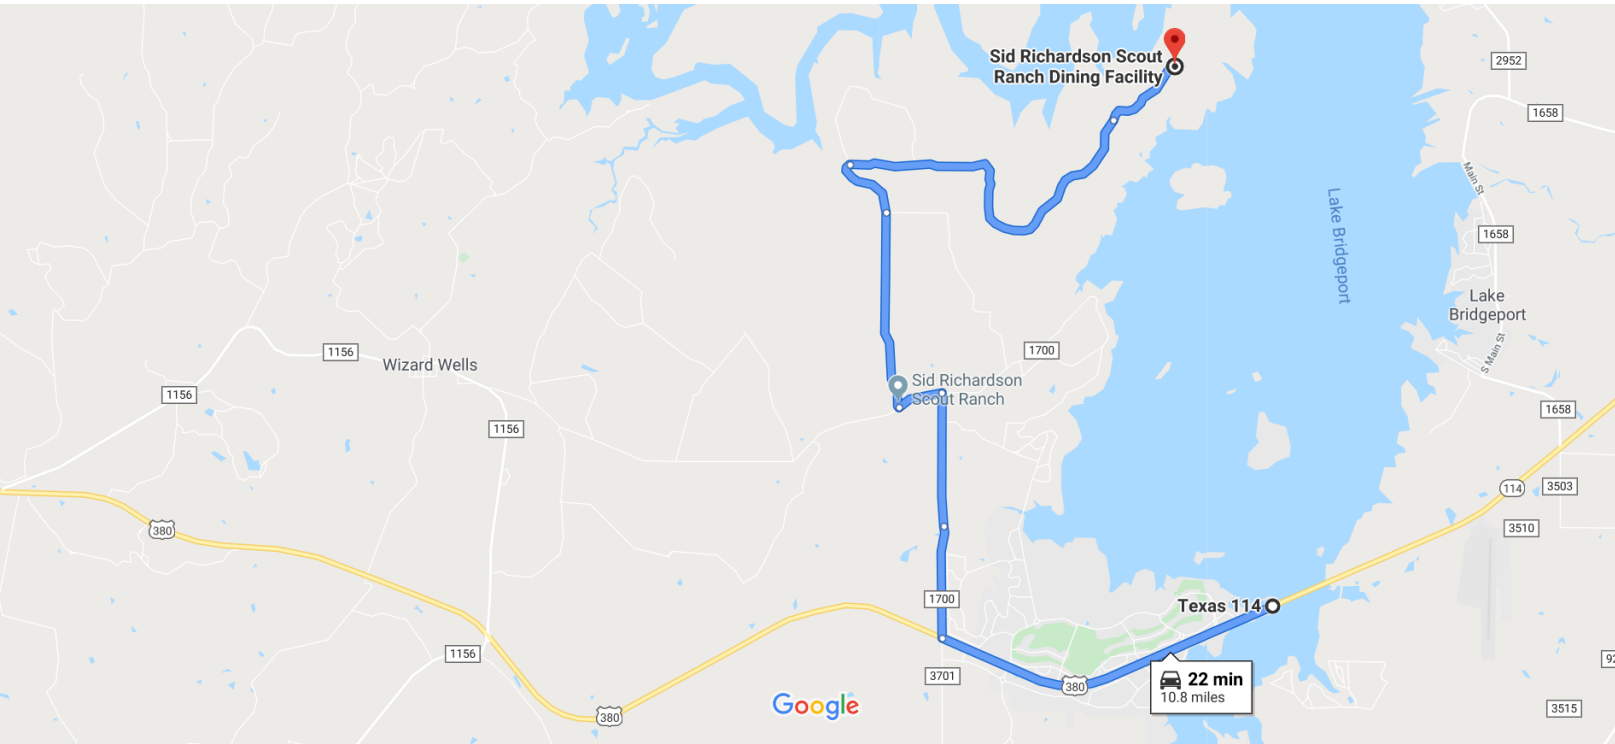 Sid Richardson Scout
Ranch Dining Facility
2952
1658
Main St
Lake Bridgeport
1658
Lake
Bridgeport
1700
S Main St
1156
Wizard Wells
Sid Richardson
Scout Ranch
1156
1156
1658
114
3503
3510
380
1700
Texas 114
1156
3701
380
22 min
10.8 miles
Google
380
3515